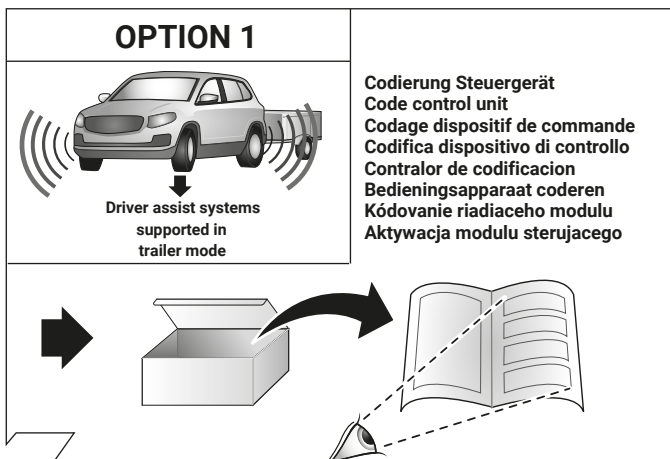 OPTION 1
Driver assist systems
supported in
trailer mode
Codierung Steuergerät
Code control unit
Codage dispositif de commande
Codifica dispositivo di controllo
Contralor de codificacion
Bedieningsapparaat coderen
Kódovanie riadiaceho modulu
Aktywacja modulu sterujacego